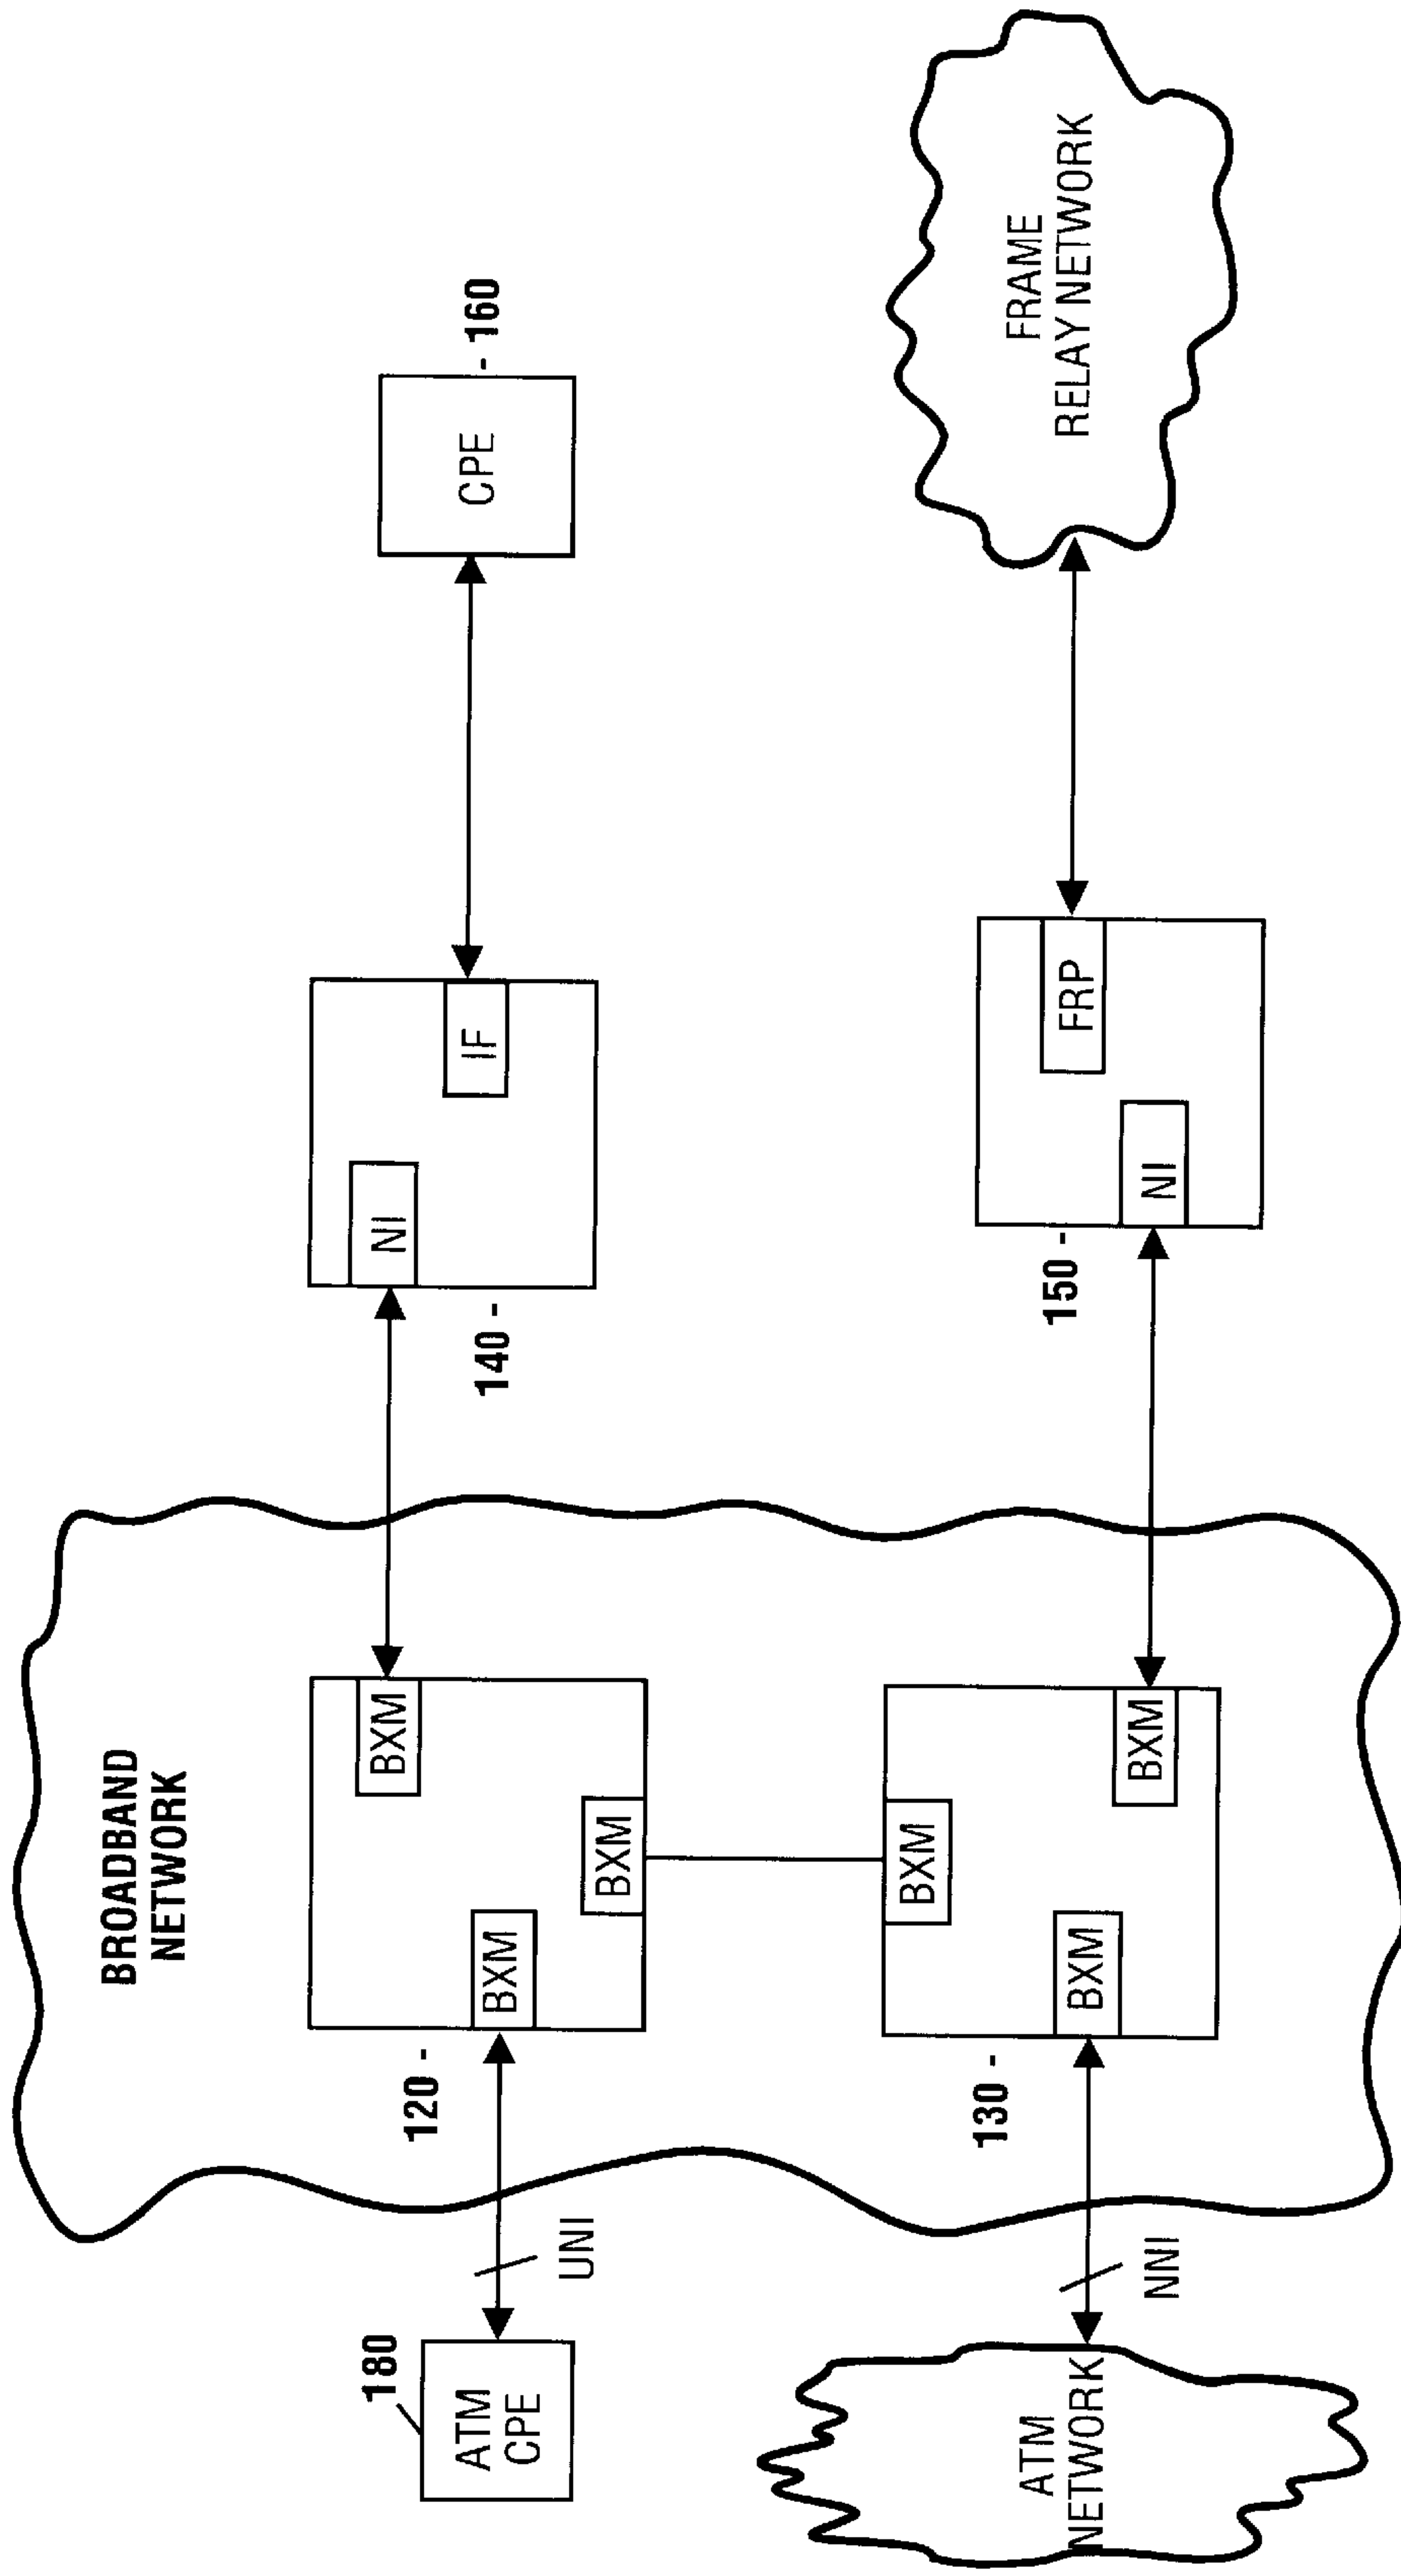 BROADBAND
NETWORK
180
ATM
CPE
UNI
120 -
BXM
BXM
BXM
140 -
NI
IF
CPE
- 160
ATM
NETWORK
NNI
130 -
BXM
BXM
BXM
150 -
NI
FRP
FRAME
RELAY NETWORK